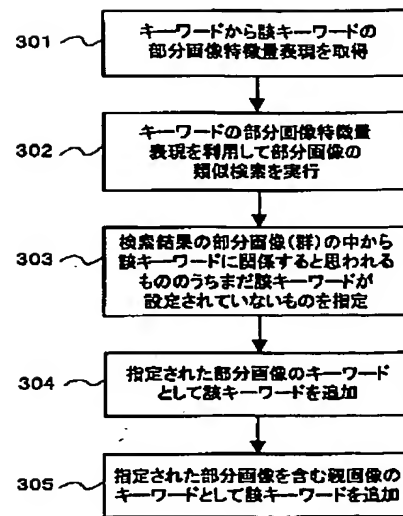 301
キーワードから該キーワードの
部分画像特徴量表現を取得
302
キーワードの部分画像特徴量
表現を利用して部分画像の
類似検索を実行
303
検索結果の部分画像(群)の中から
該キーワードに関係すると思われる
もののうちまだ該キーワードが
設定されていないものを指定
304
指定された部分画像のキーワード
として該キーワードを追加
305
指定された部分画像を含む親画像の
キーワードとして該キーワードを追加